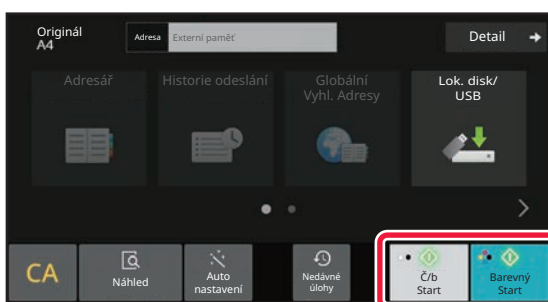 Originál
A4
Adresa
Externí paměť
Detail
Adresář
Historie odeslání
Globální
Vyhl. Adresy
Lok. disk/
USB
CA
Náhled
Auto
nastavení
Nedávné
úlohy
Č/b
Start
Barevný
Start